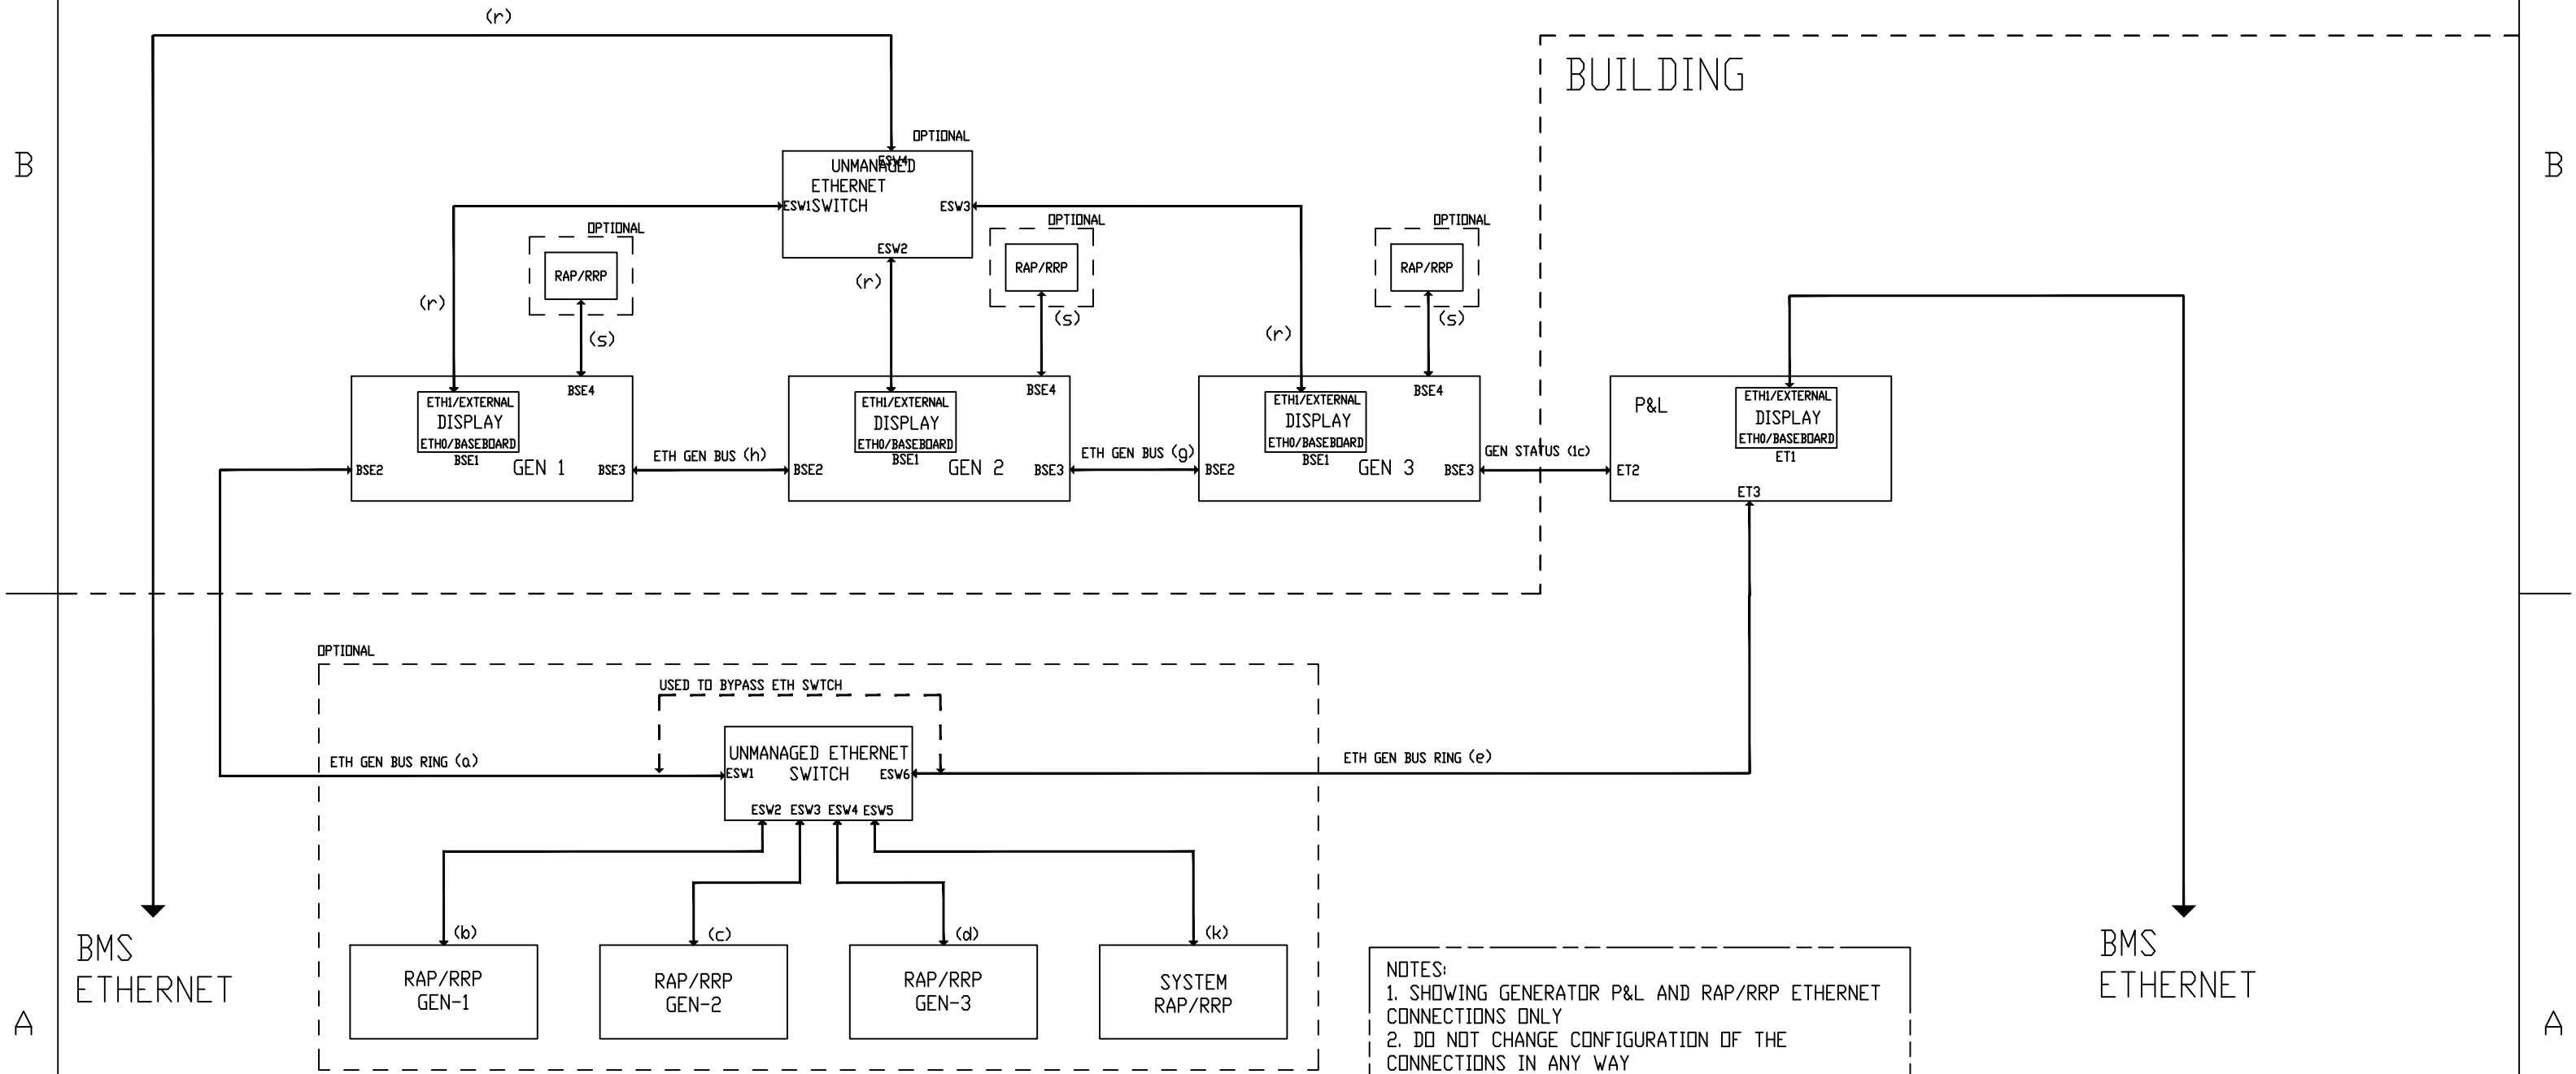 (r)
BUILDING
B
B
OPTIONAL
ESW4
UNMANAGED
ETHERNET
ESW1 SWITCH
ESW3
ESW2
OPTIONAL
RAP/RRP
OPTIONAL
RAP/RRP
OPTIONAL
RAP/RRP
(r)
(s)
(r)
(s)
(r)
(s)
ETH1/EXTERNAL
DISPLAY
ETH0/BASEBOARD
BSE1
BSE4
BSE2
GEN 1
BSE3
ETH GEN BUS (h)
ETH1/EXTERNAL
DISPLAY
ETH0/BASEBOARD
BSE1
BSE4
BSE2
GEN 2
BSE3
ETH GEN BUS (g)
ETH1/EXTERNAL
DISPLAY
ETH0/BASEBOARD
BSE1
BSE4
BSE2
GEN 3
BSE3
GEN STATUS (1c)
P&L
ETH1/EXTERNAL
DISPLAY
ETH0/BASEBOARD
ET1
ET2
ET3
OPTIONAL
USED TO BYPASS ETH SWTCH
ETH GEN BUS RING (a)
UNMANAGED ETHERNET
SWITCH
ESW1
ESW6
ESW2 ESW3 ESW4 ESW5
ETH GEN BUS RING (e)
(b)
(c)
(d)
(k)
RAP/RRP
GEN-1
RAP/RRP
GEN-2
RAP/RRP
GEN-3
SYSTEM
RAP/RRP
BMS
ETHERNET
BMS
ETHERNET
NOTES:
1. SHOWING GENERATOR P&L AND RAP/RRP ETHERNET
CONNECTIONS ONLY
2. DO NOT CHANGE CONFIGURATION OF THE
CONNECTIONS IN ANY WAY
A
A